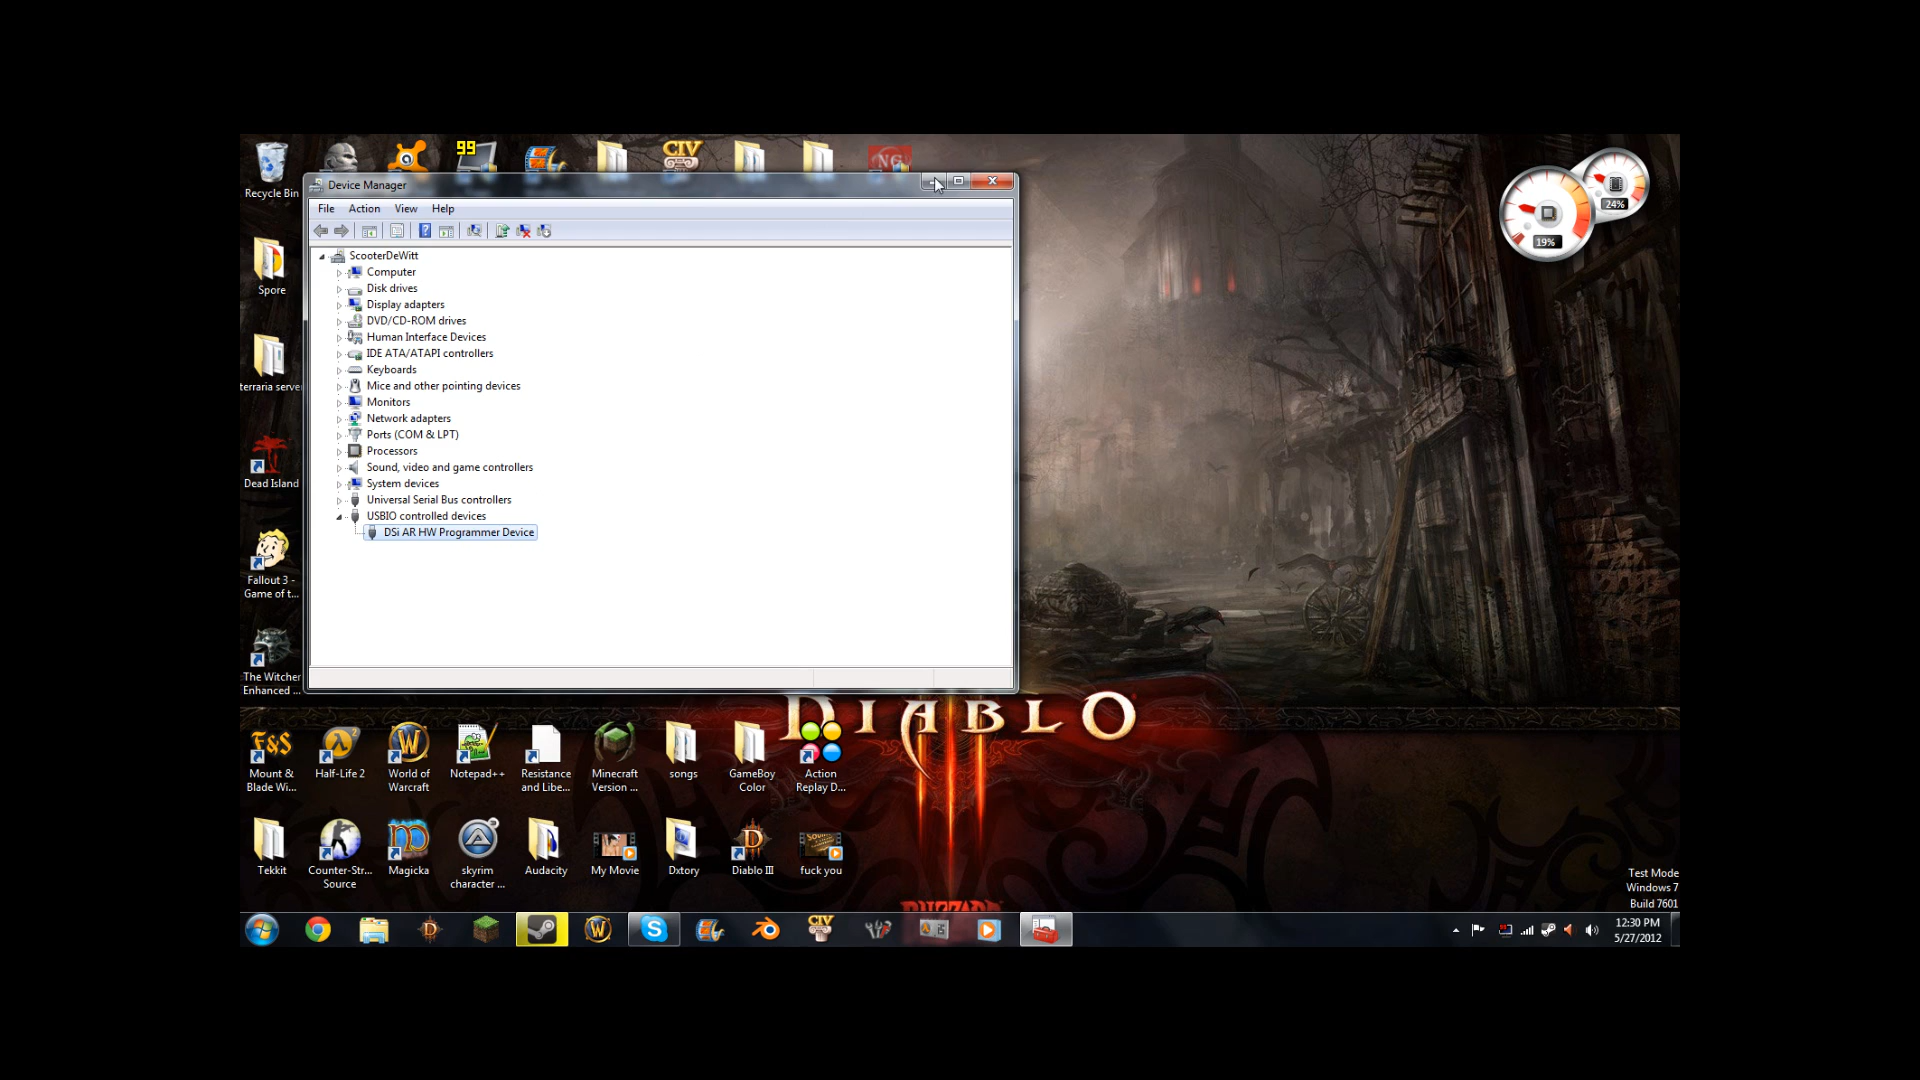 99
CIV
NG
Recycle Bin
Device Manager
File Action View Help
ScooterDeWitt
Computer
Disk drives
Display adapters
DVD/CD-ROM drives
Human Interface Devices
IDE ATA/ATAPI controllers
Keyboards
Mice and other pointing devices
Monitors
Network adapters
Ports (COM & LPT)
Processors
Sound, video and game controllers
System devices
Universal Serial Bus controllers
USBIO controlled devices
DSi AR HW Programmer Device
24%
19%
Spore
terraria serve
Dead Island
Fallout 3 -
Game of t...
The Witcher
Enhanced ...
DIABLO
III
F&S
Mount &
Blade Wi...
Half-Life 2
World of
Warcraft
Notepad++
Resistance
and Libe...
Minecraft
Version ...
songs
GameBoy
Color
Action
Replay D...
Tekkit
Counter-Str...
Source
Magicka
skyrim
character ...
Audacity
My Movie
Dxtory
Diablo III
fuck you
Test Mode
Windows 7
Build 7601
CIV
12:30 PM
5/27/2012